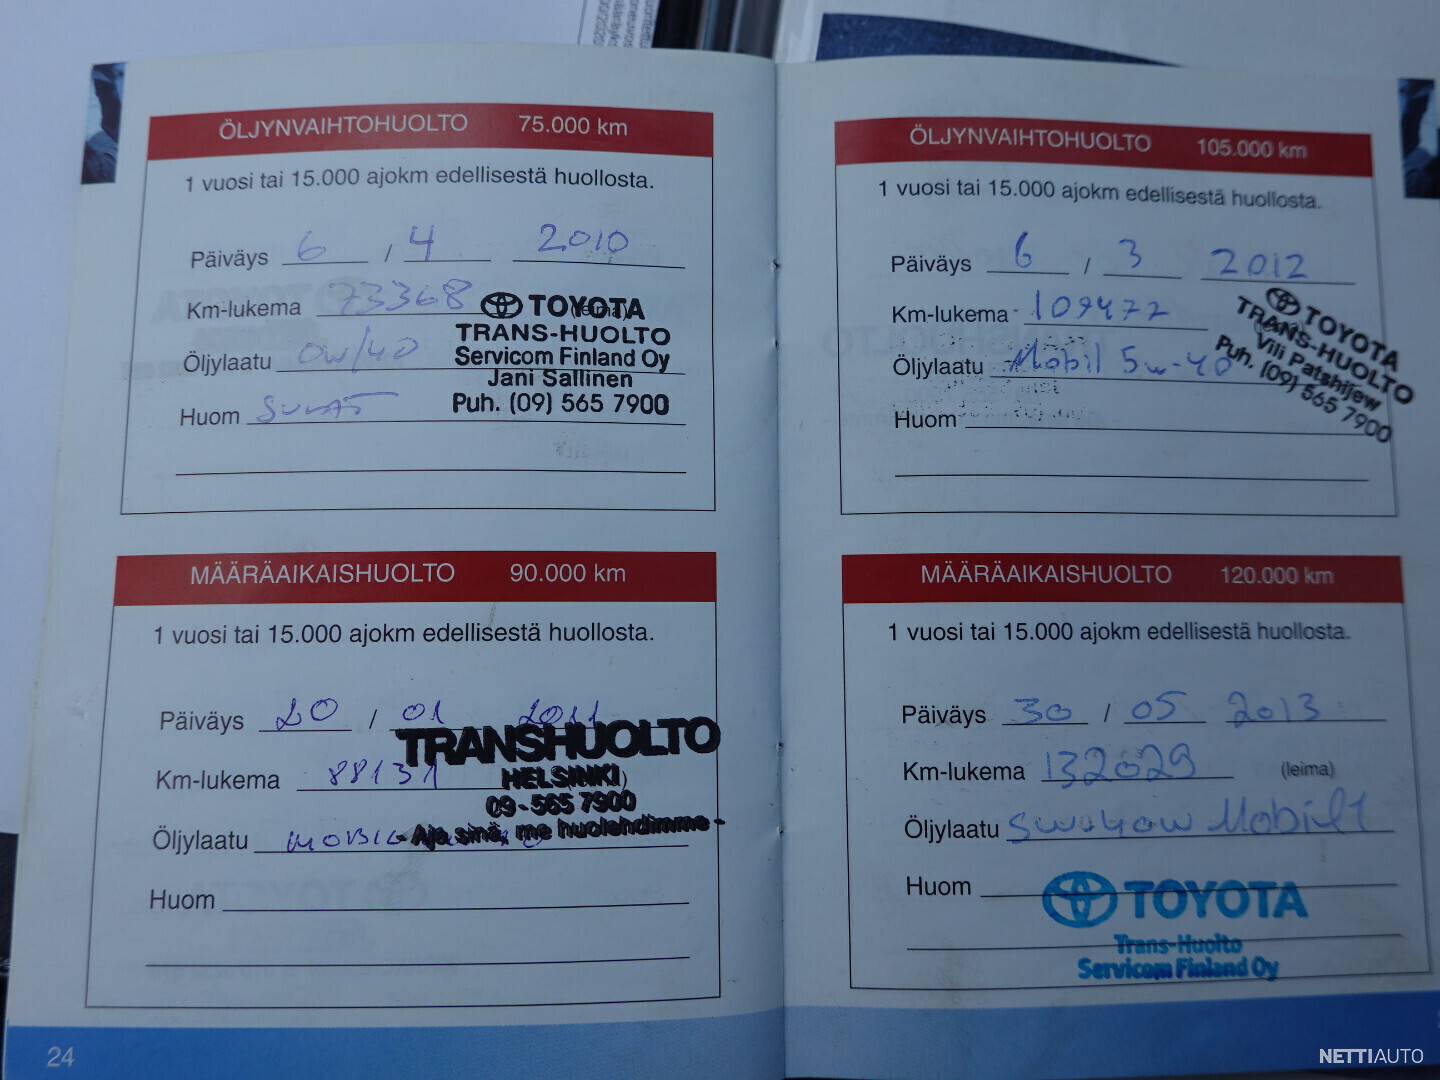 ÖLJYNVAIHTOHUOLTO 75.000 km
1 vuosi tai 15.000 ajokm edellisestä huollosta.
Päiväys 6 / 4 2010
Km-lukema 73368 (leima)
Öljylaatu 0w/40
Huom
TOYOTA
TRANS-HUOLTO
Servicom Finland Oy
Jani Sallinen
Puh. (09) 565 7900
MÄÄRÄAIKAISHUOLTO 90.000 km
1 vuosi tai 15.000 ajokm edellisestä huollosta.
Päiväys 20 / 01 2011
Km-lukema 88131
Öljylaatu MOBIL
Huom
TRANSHUOLTO
HELSINKI
09-565 7900
- Aja sinä, me huolehdimme -
24
ÖLJYNVAIHTOHUOLTO 105.000 km
1 vuosi tai 15.000 ajokm edellisestä huollosta.
Päiväys 6 / 3 2012
Km-lukema 109472
Öljylaatu Mobil 5w-40
Huom
TOYOTA
TRANS-HUOLTO
Vili Patshijew
Puh. (09) 565 7900
MÄÄRÄAIKAISHUOLTO 120.000 km
1 vuosi tai 15.000 ajokm edellisestä huollosta.
Päiväys 30 / 05 2013
Km-lukema 132029 (leima)
Öljylaatu 5w-40w Mobil 1
Huom
TOYOTA
Trans-Huolto
Servicom Finland Oy
NETTIAUTO